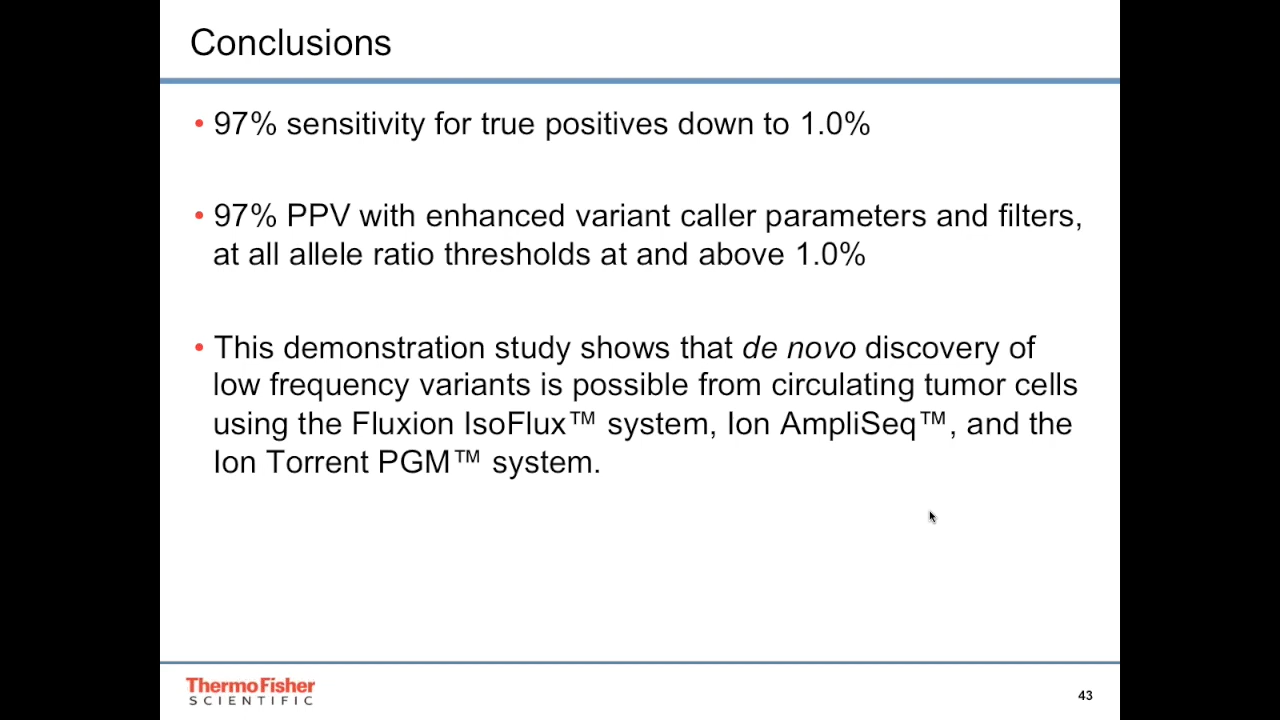 Conclusions
• 97% sensitivity for true positives down to 1.0%
• 97% PPV with enhanced variant caller parameters and filters,
at all allele ratio thresholds at and above 1.0%
• This demonstration study shows that de novo discovery of
low frequency variants is possible from circulating tumor cells
using the Fluxion IsoFlux™ system, Ion AmpliSeq™, and the
Ion Torrent PGM™ system.
ThermoFisher
SCIENTIFIC
43